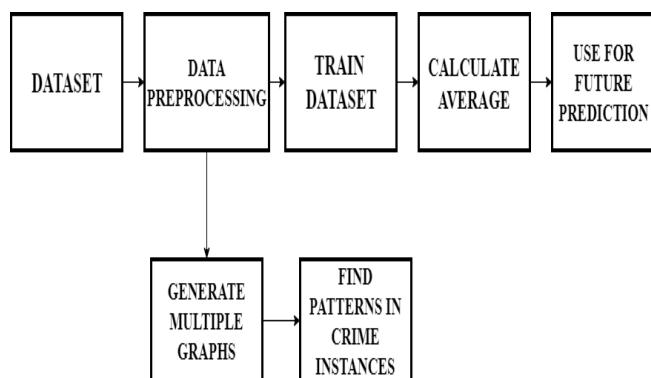 DATASET
DATA
PREPROCESSING
TRAIN
DATASET
CALCULATE
AVERAGE
USE FOR
FUTURE
PREDICTION
GENERATE
MULTIPLE
GRAPHS
FIND
PATTERNS IN
CRIME
INSTANCES